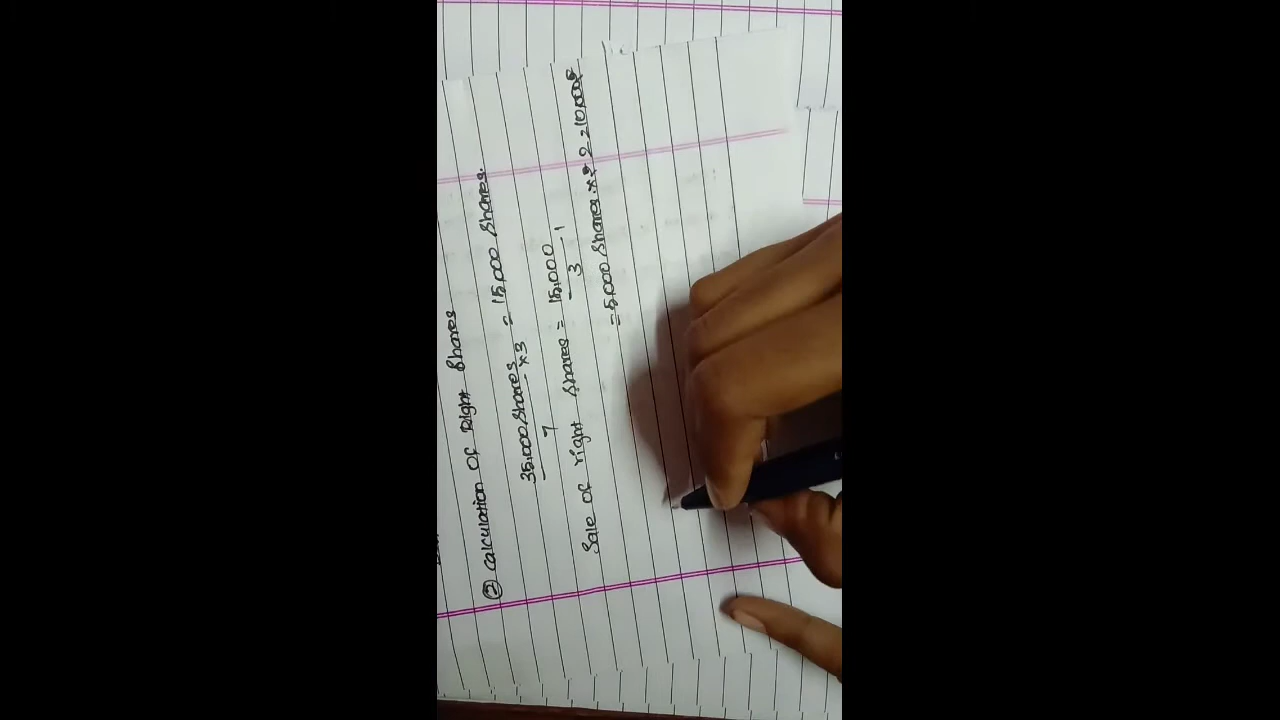 ② Calculation Of Right Shares
35,000 Shares × 3 = 15,000 Shares.
7
Sale Of right Shares = 15,000
3 1
= 5,000 Shares × 2 = 10,000